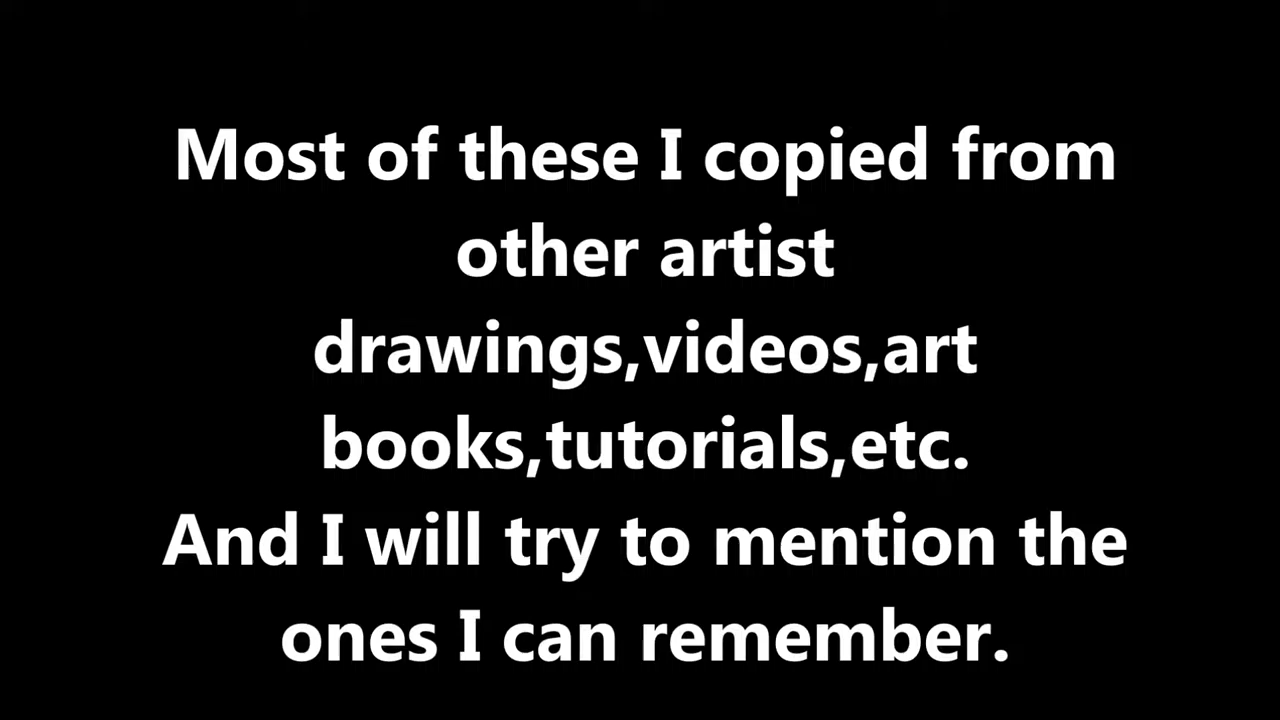 Most of these I copied from
other artist
drawings,videos,art
books,tutorials,etc.
And I will try to mention the
ones I can remember.